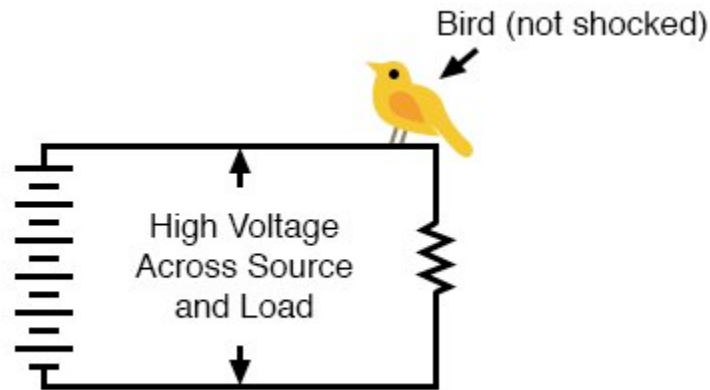 Bird (not shocked)
High Voltage
Across Source
and Load